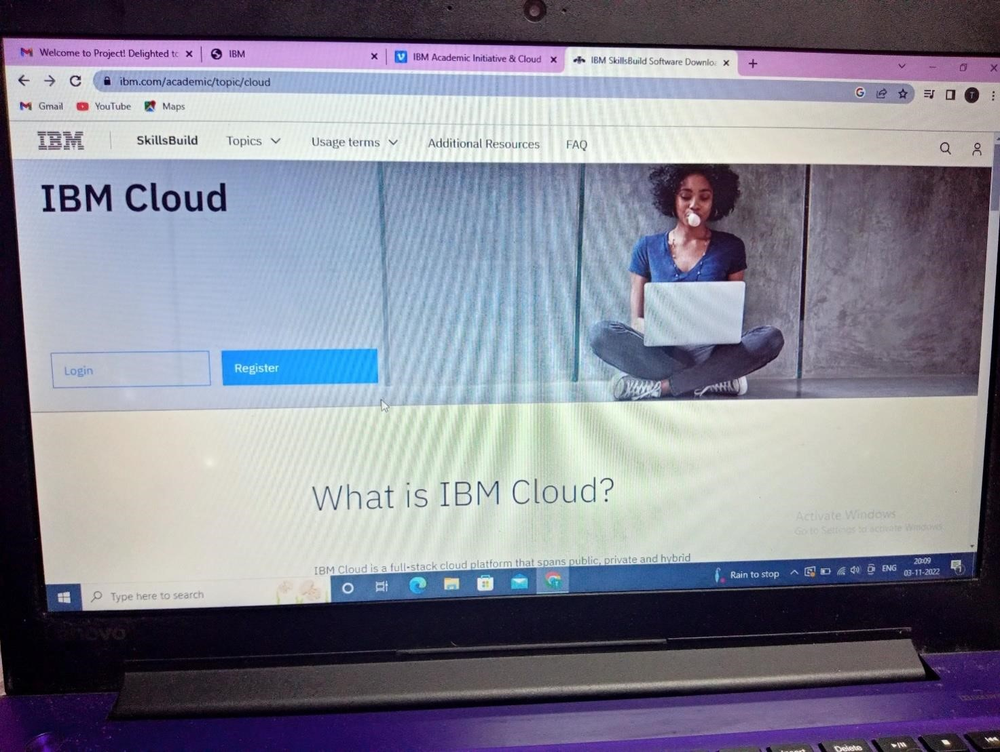 Welcome to Project! Delighted tc
IBM
IBM Academic Initiative & Cloud
IBM SkillsBuild Software Downlo
ibm.com/academic/topic/cloud
Gmail
YouTube
Maps
IBM
SkillsBuild
Topics
Usage terms
Additional Resources
FAQ
IBM Cloud
Login
Register
What is IBM Cloud?
IBM Cloud is a full-stack cloud platform that spans public, private and hybrid
Activate Windows
Go to Settings to activate Windows.
Type here to search
Rain to stop
ENG
20:09
03-11-2022
Lenovo
Insert
Delete